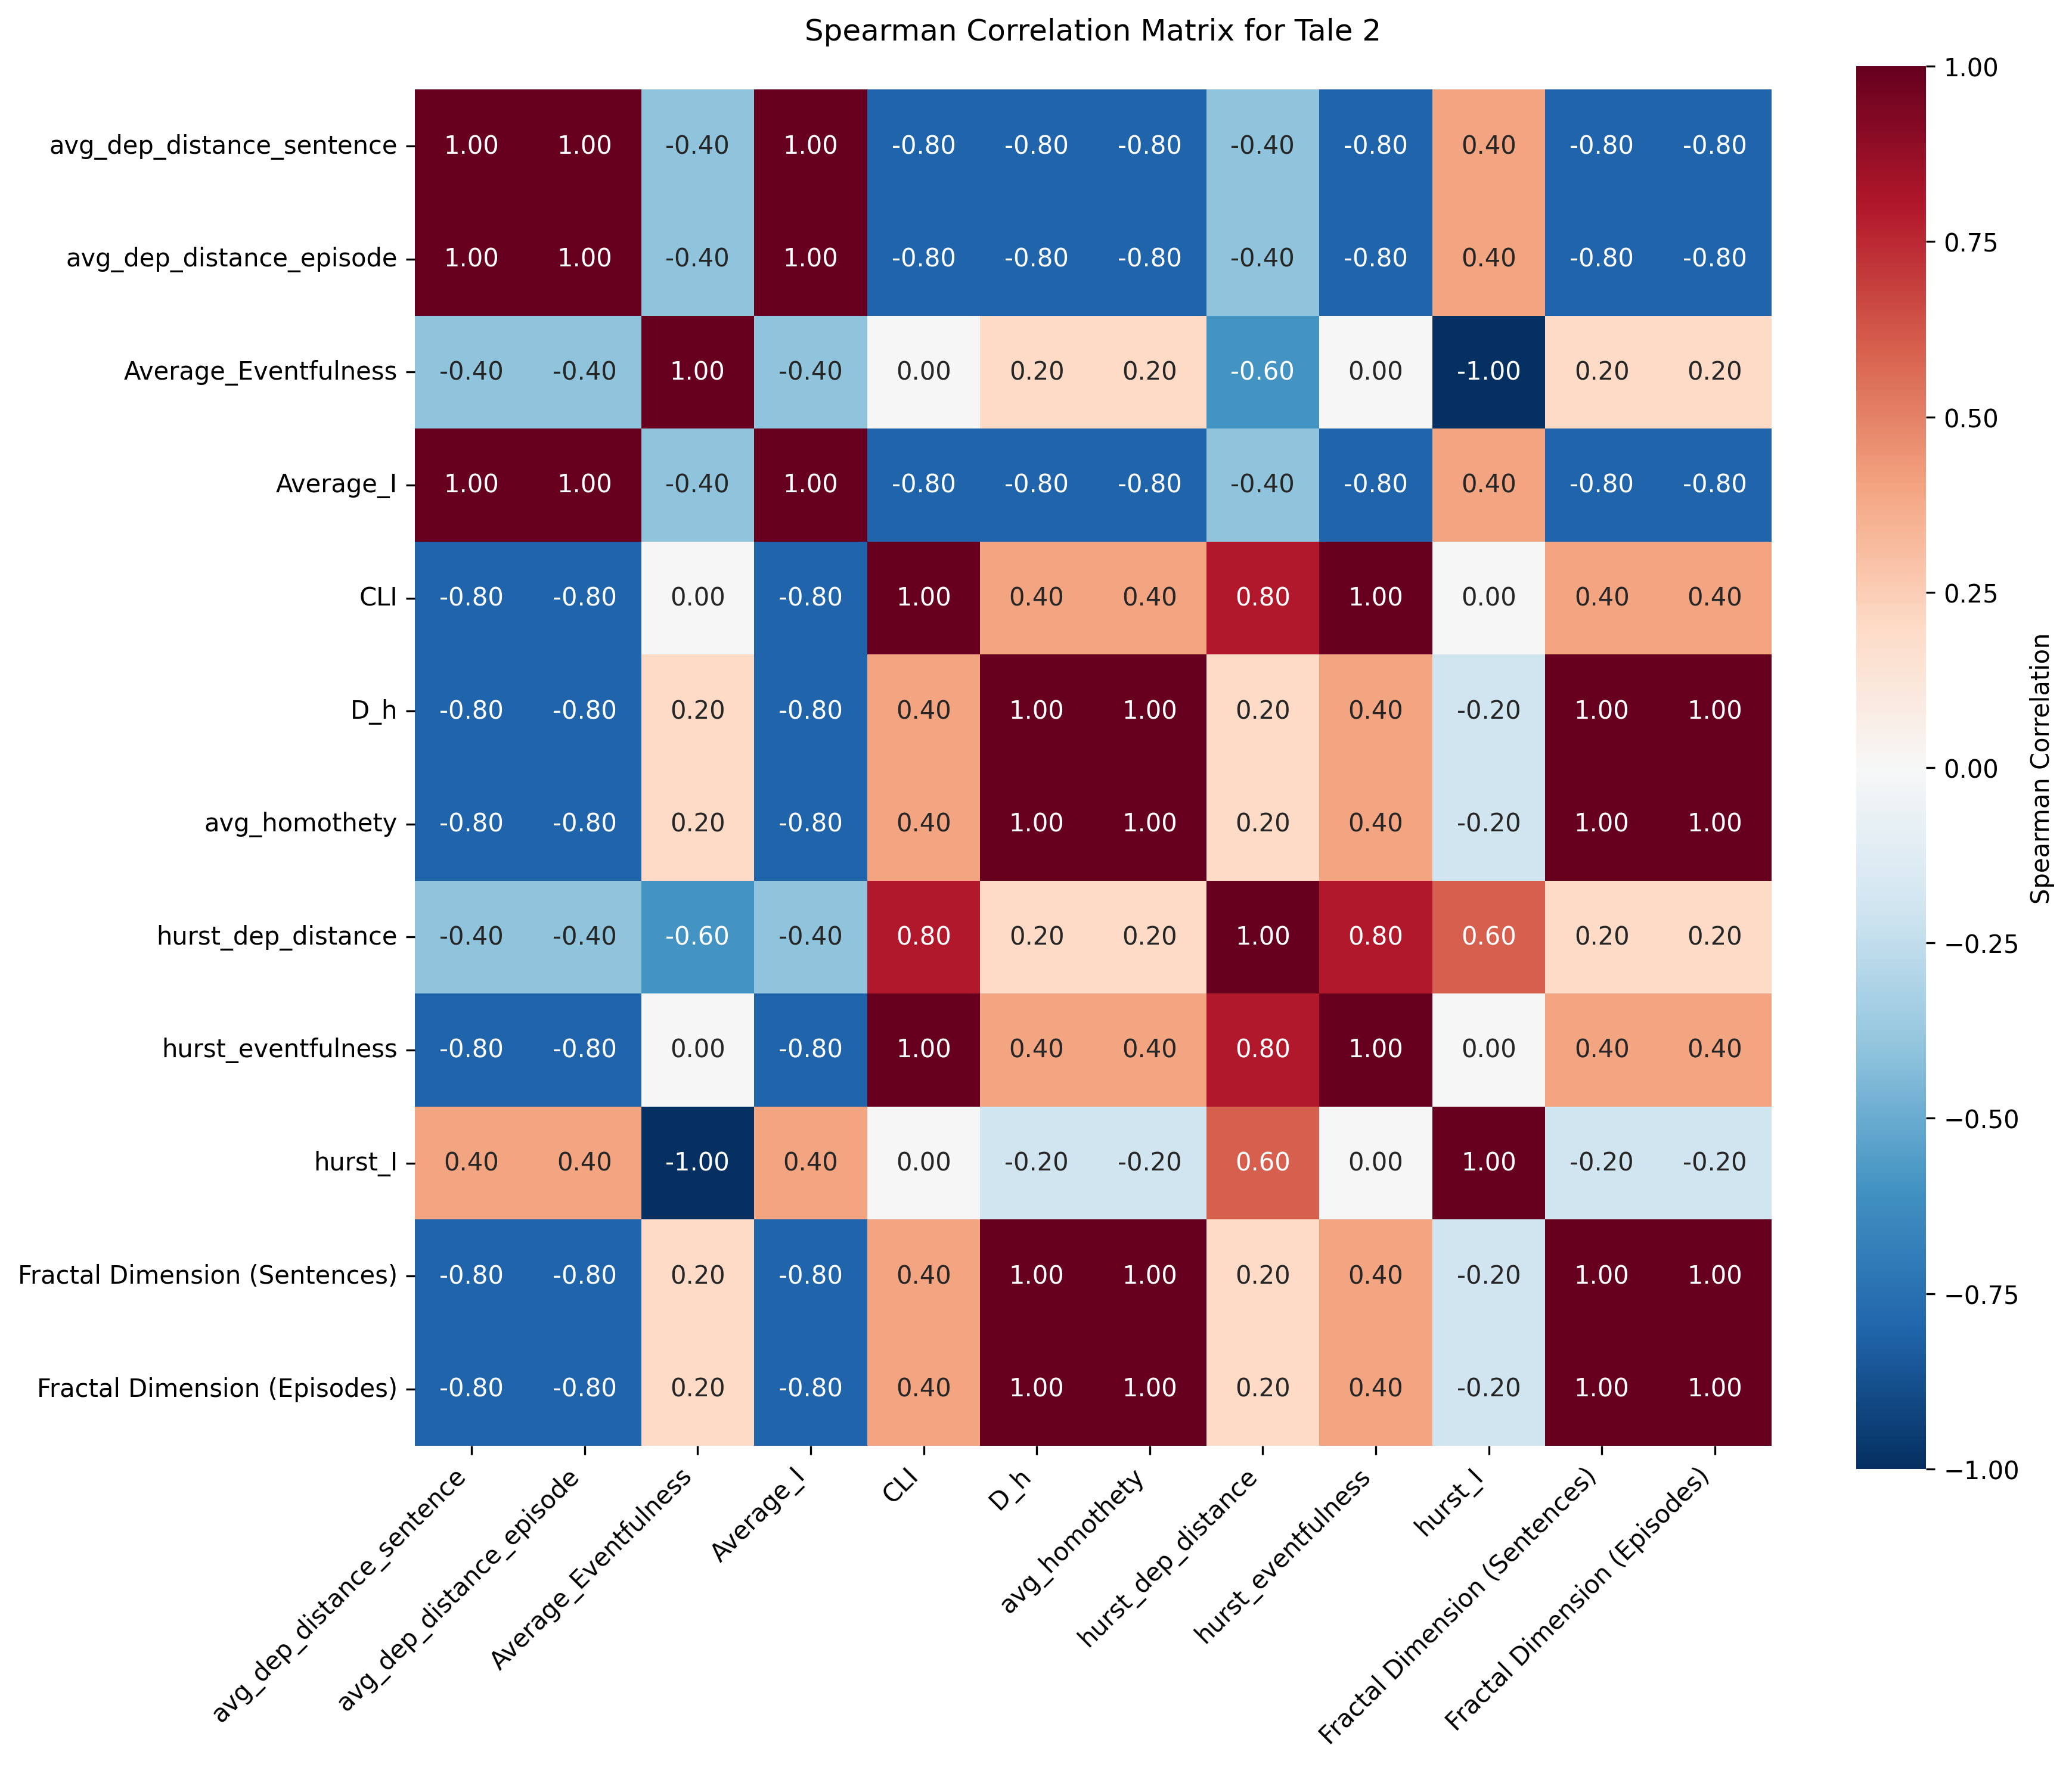 Spearman Correlation Matrix for Tale 2
avg_dep_distance_sentence 1.00 1.00 -0.40 1.00 -0.80 -0.80 -0.80 -0.40 -0.80 0.40 -0.80 -0.80
avg_dep_distance_episode 1.00 1.00 -0.40 1.00 -0.80 -0.80 -0.80 -0.40 -0.80 0.40 -0.80 -0.80
Average_Eventfulness -0.40 -0.40 1.00 -0.40 0.00 0.20 0.20 -0.60 0.00 -1.00 0.20 0.20
Average_I 1.00 1.00 -0.40 1.00 -0.80 -0.80 -0.80 -0.40 -0.80 0.40 -0.80 -0.80
CLI -0.80 -0.80 0.00 -0.80 1.00 0.40 0.40 0.80 1.00 0.00 0.40 0.40
D_h -0.80 -0.80 0.20 -0.80 0.40 1.00 1.00 0.20 0.40 -0.20 1.00 1.00
avg_homothety -0.80 -0.80 0.20 -0.80 0.40 1.00 1.00 0.20 0.40 -0.20 1.00 1.00
hurst_dep_distance -0.40 -0.40 -0.60 -0.40 0.80 0.20 0.20 1.00 0.80 0.60 0.20 0.20
hurst_eventfulness -0.80 -0.80 0.00 -0.80 1.00 0.40 0.40 0.80 1.00 0.00 0.40 0.40
hurst_I 0.40 0.40 -1.00 0.40 0.00 -0.20 -0.20 0.60 0.00 1.00 -0.20 -0.20
Fractal Dimension (Sentences) -0.80 -0.80 0.20 -0.80 0.40 1.00 1.00 0.20 0.40 -0.20 1.00 1.00
Fractal Dimension (Episodes) -0.80 -0.80 0.20 -0.80 0.40 1.00 1.00 0.20 0.40 -0.20 1.00 1.00
avg_dep_distance_sentence
avg_dep_distance_episode
Average_Eventfulness
Average_I
CLI
D_h
avg_homothety
hurst_dep_distance
hurst_eventfulness
hurst_I
Fractal Dimension (Sentences)
Fractal Dimension (Episodes)
1.00
0.75
0.50
0.25
0.00
−0.25
−0.50
−0.75
−1.00
Spearman Correlation